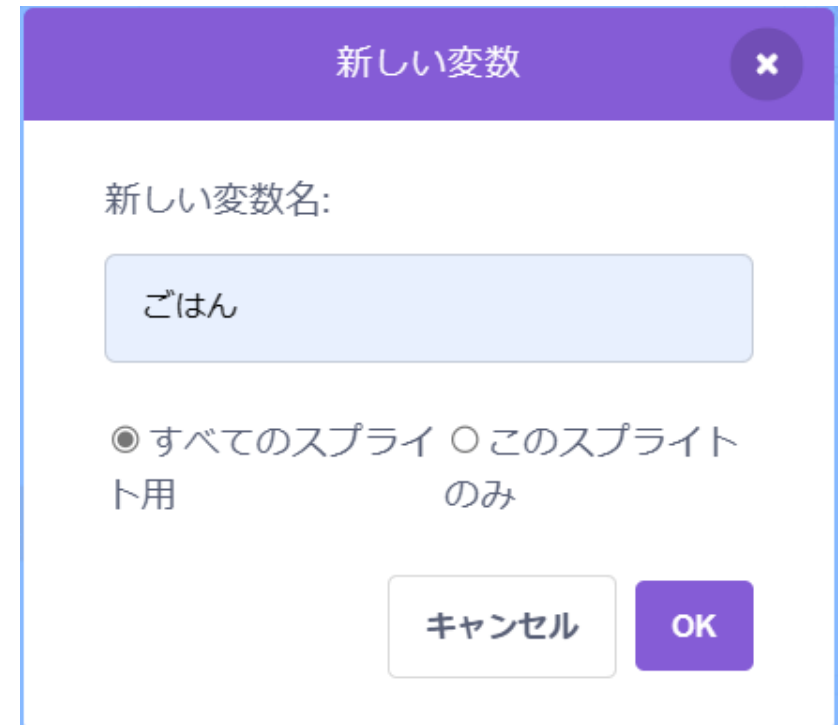 新しい変数
新しい変数名:
ごはん
すべてのスプライ
ト用
このスプライト
のみ
キャンセル
OK